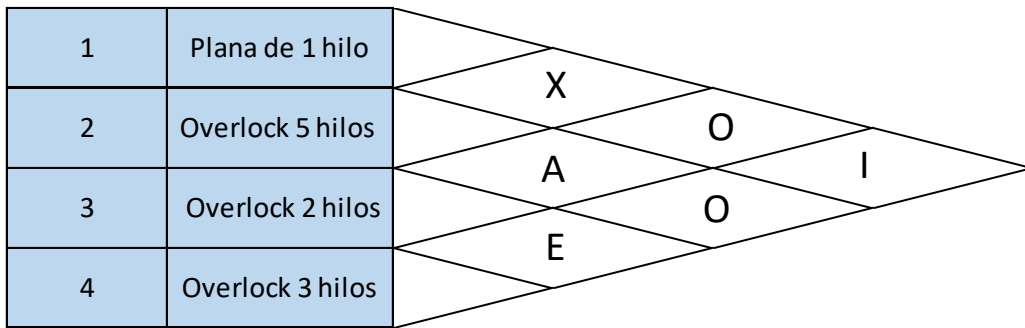 1 Plana de 1 hilo
X
2 Overlock 5 hilos O
A I
3 Overlock 2 hilos O
E
4 Overlock 3 hilos